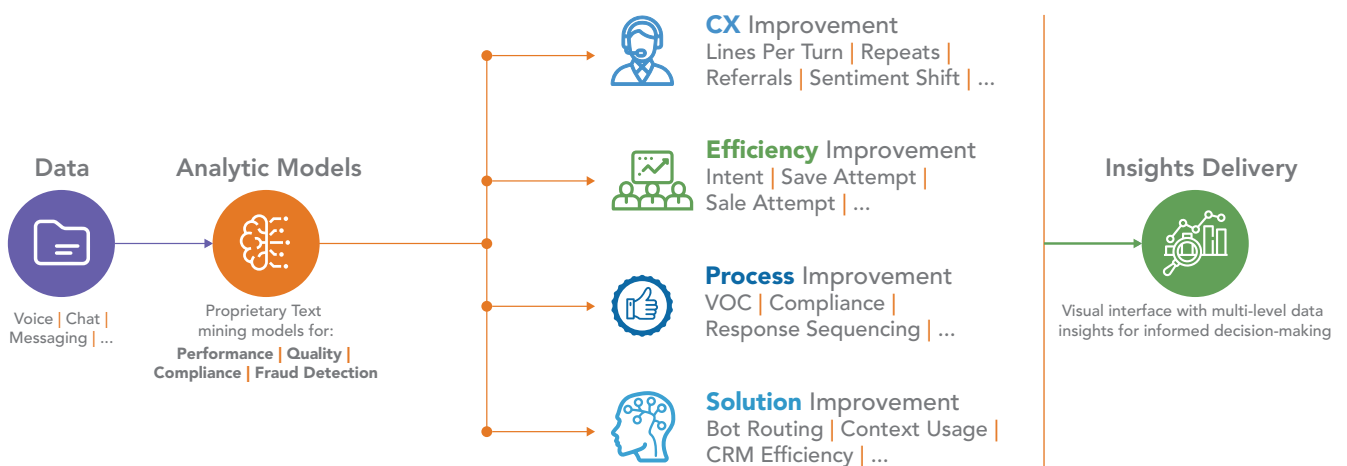 Data
Voice | Chat |
Messaging | ...
Analytic Models
Proprietary Text
mining models for:
Performance | Quality |
Compliance | Fraud Detection
CX Improvement
Lines Per Turn | Repeats |
Referrals | Sentiment Shift | ...
Efficiency Improvement
Intent | Save Attempt |
Sale Attempt | ...
Process Improvement
VOC | Compliance |
Response Sequencing | ...
Solution Improvement
Bot Routing | Context Usage |
CRM Efficiency | ...
Insights Delivery
Visual interface with multi-level data
insights for informed decision-making